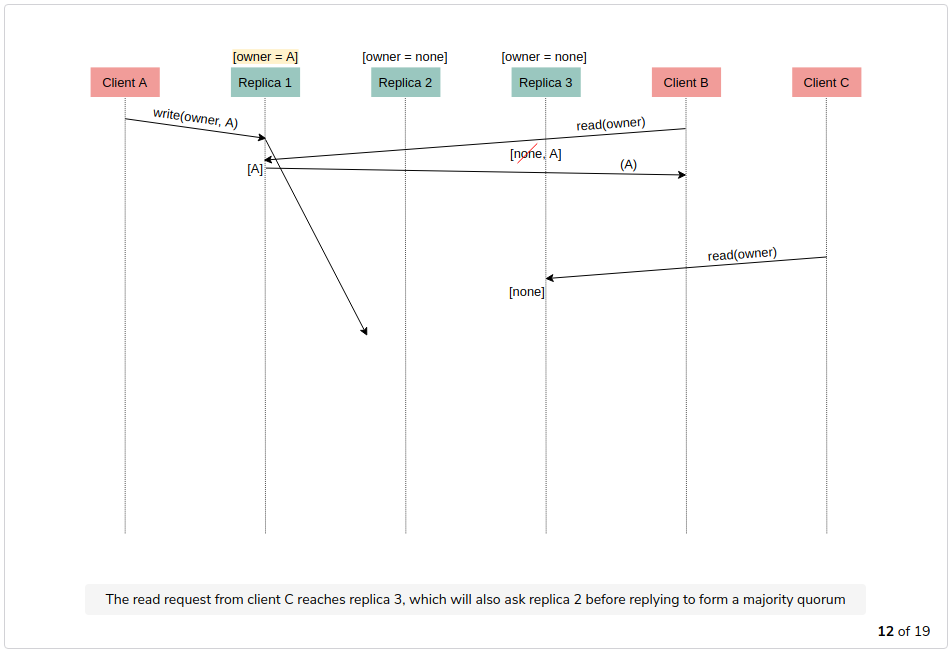 [owner = A] [owner = none] [owner = none]
Client A Replica 1 Replica 2 Replica 3 Client B Client C
write(owner, A) read(owner)
[none, A]
[A] (A)
read(owner)
[none]
The read request from client C reaches replica 3, which will also ask replica 2 before replying to form a majority quorum
12 of 19